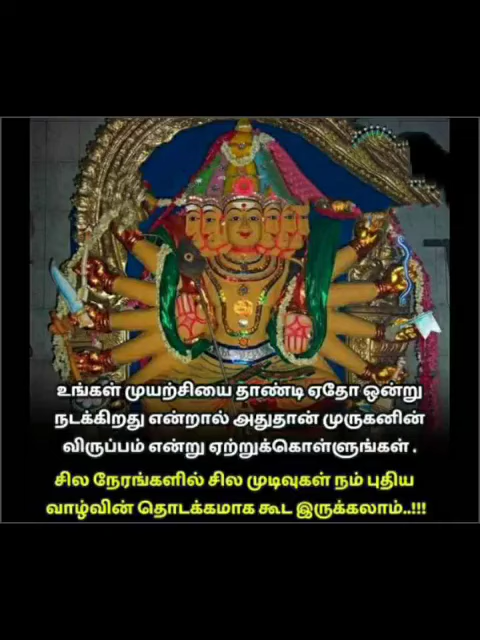 உங்கள் முயற்சியை தாண்டி ஏதோ ஒன்று
நடக்கிறது என்றால் அதுதான் முருகனின்
விருப்பம் என்று ஏற்றுக்கொள்ளுங்கள் .
சில நேரங்களில் சில முடிவுகள் நம் புதிய
வாழ்வின் தொடக்கமாக கூட இருக்கலாம்..!!!